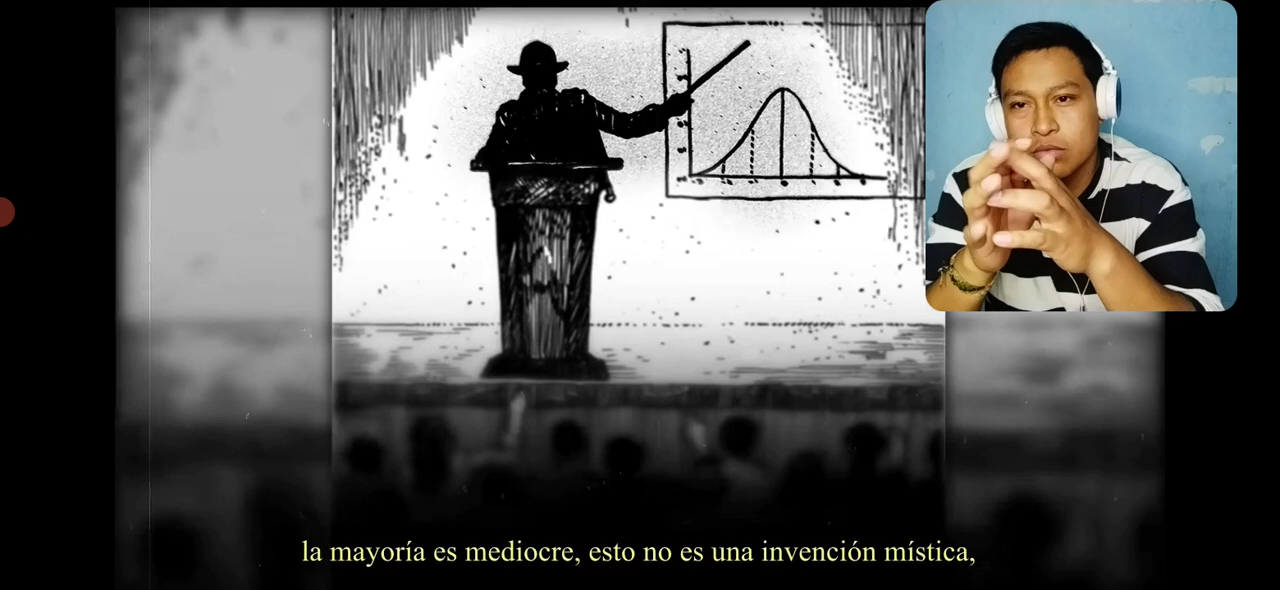 la mayoría es mediocre, esto no es una invención mística,